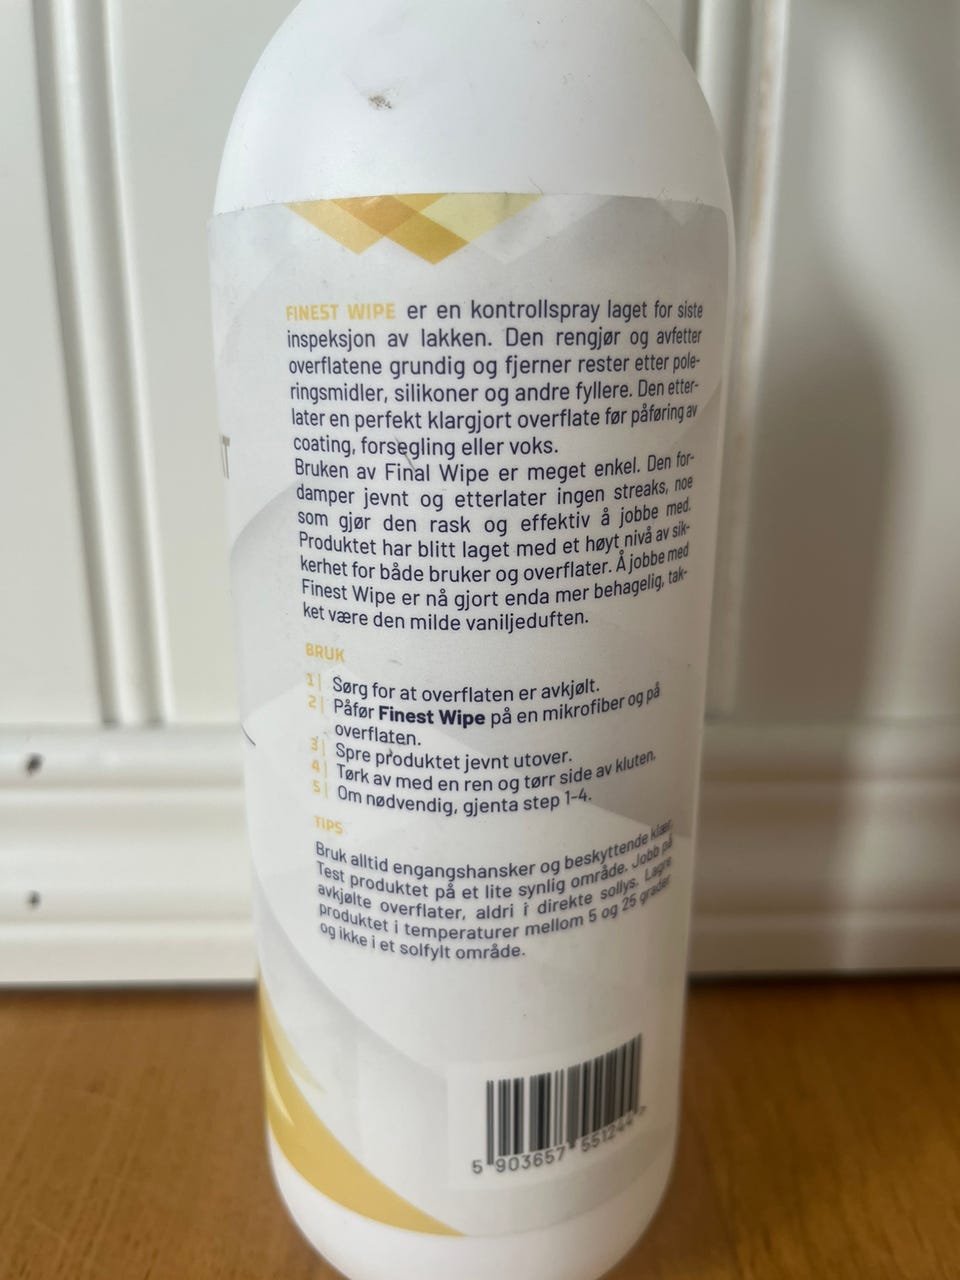 FINEST WIPE er en kontrollspray laget for siste
inspeksjon av lakken. Den rengjør og avfetter
overflatene grundig og fjerner rester etter pole-
ringsmidler, silikoner og andre fyllere. Den etter-
later en perfekt klargjort overflate før påføring av
coating, forsegling eller voks.
Bruken av Final Wipe er meget enkel. Den for-
damper jevnt og etterlater ingen streaks, noe
som gjør den rask og effektiv å jobbe med.
Produktet har blitt laget med et høyt nivå av sik-
kerhet for både bruker og overflater. Å jobbe med
Finest Wipe er nå gjort enda mer behagelig, tak-
ket være den milde vaniljeduften.
BRUK
1| Sørg for at overflaten er avkjølt.
2| Påfør Finest Wipe på en mikrofiber og på
overflaten.
3| Spre produktet jevnt utover.
4| Tørk av med en ren og tørr side av kluten.
5| Om nødvendig, gjenta step 1-4.
TIPS
Bruk alltid engangshansker og beskyttende klær.
Test produktet på et lite synlig område. Jobb på
avkjølte overflater, aldri i direkte sollys. Lagre
produktet i temperaturer mellom 5 og 25 grader
og ikke i et solfylt område.
5 903657 551244 7